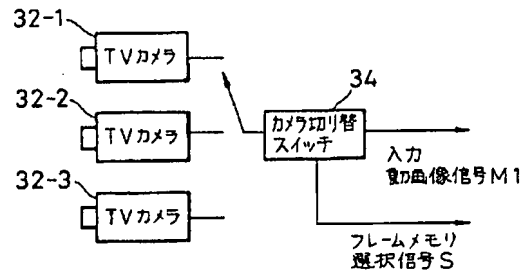 32-1
TVカメラ
32-2
TVカメラ
32-3
TVカメラ
34
カメラ切り替
スイッチ
入力
動画像信号M1
フレームメモリ
選択信号S